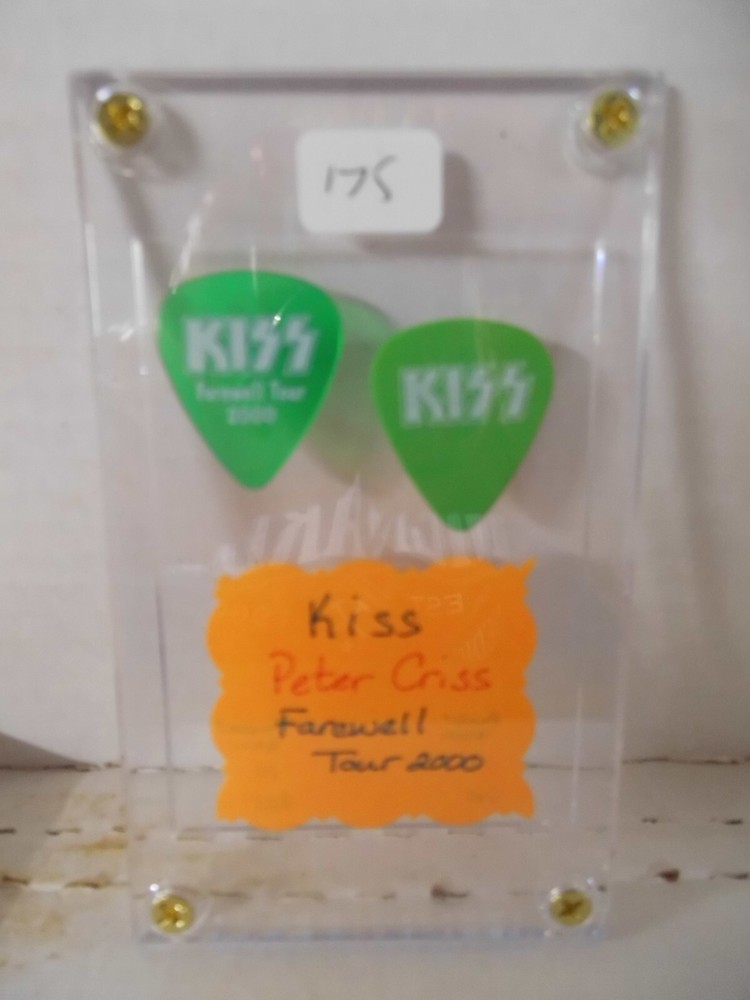 175
KISS
Farewell Tour
2000
KISS
Kiss
Peter Criss
Farewell
Tour 2000